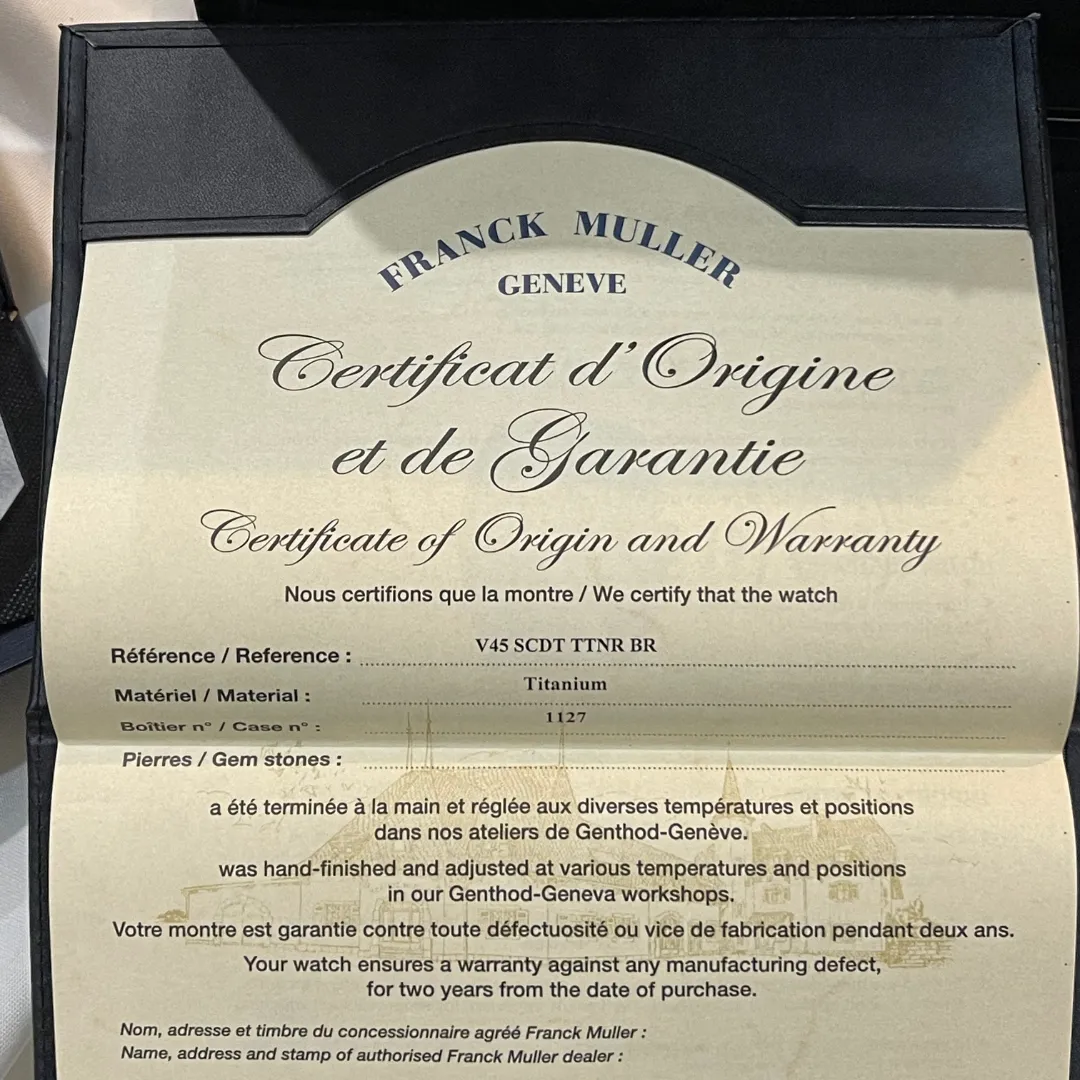 FRANCK MULLER
GENEVE
Certificat d'Origine
et de Garantie
Certificate of Origin and Warranty
Nous certifions que la montre / We certify that the watch
Référence / Reference : V45 SCDT TTNR BR
Matériel / Material : Titanium
Boîtier n° / Case n° : 1127
Pierres / Gem stones :
a été terminée à la main et réglée aux diverses températures et positions
dans nos ateliers de Genthod-Genève.
was hand-finished and adjusted at various temperatures and positions
in our Genthod-Geneva workshops.
Votre montre est garantie contre toute défectuosité ou vice de fabrication pendant deux ans.
Your watch ensures a warranty against any manufacturing defect,
for two years from the date of purchase.
Nom, adresse et timbre du concessionnaire agréé Franck Muller :
Name, address and stamp of authorised Franck Muller dealer :